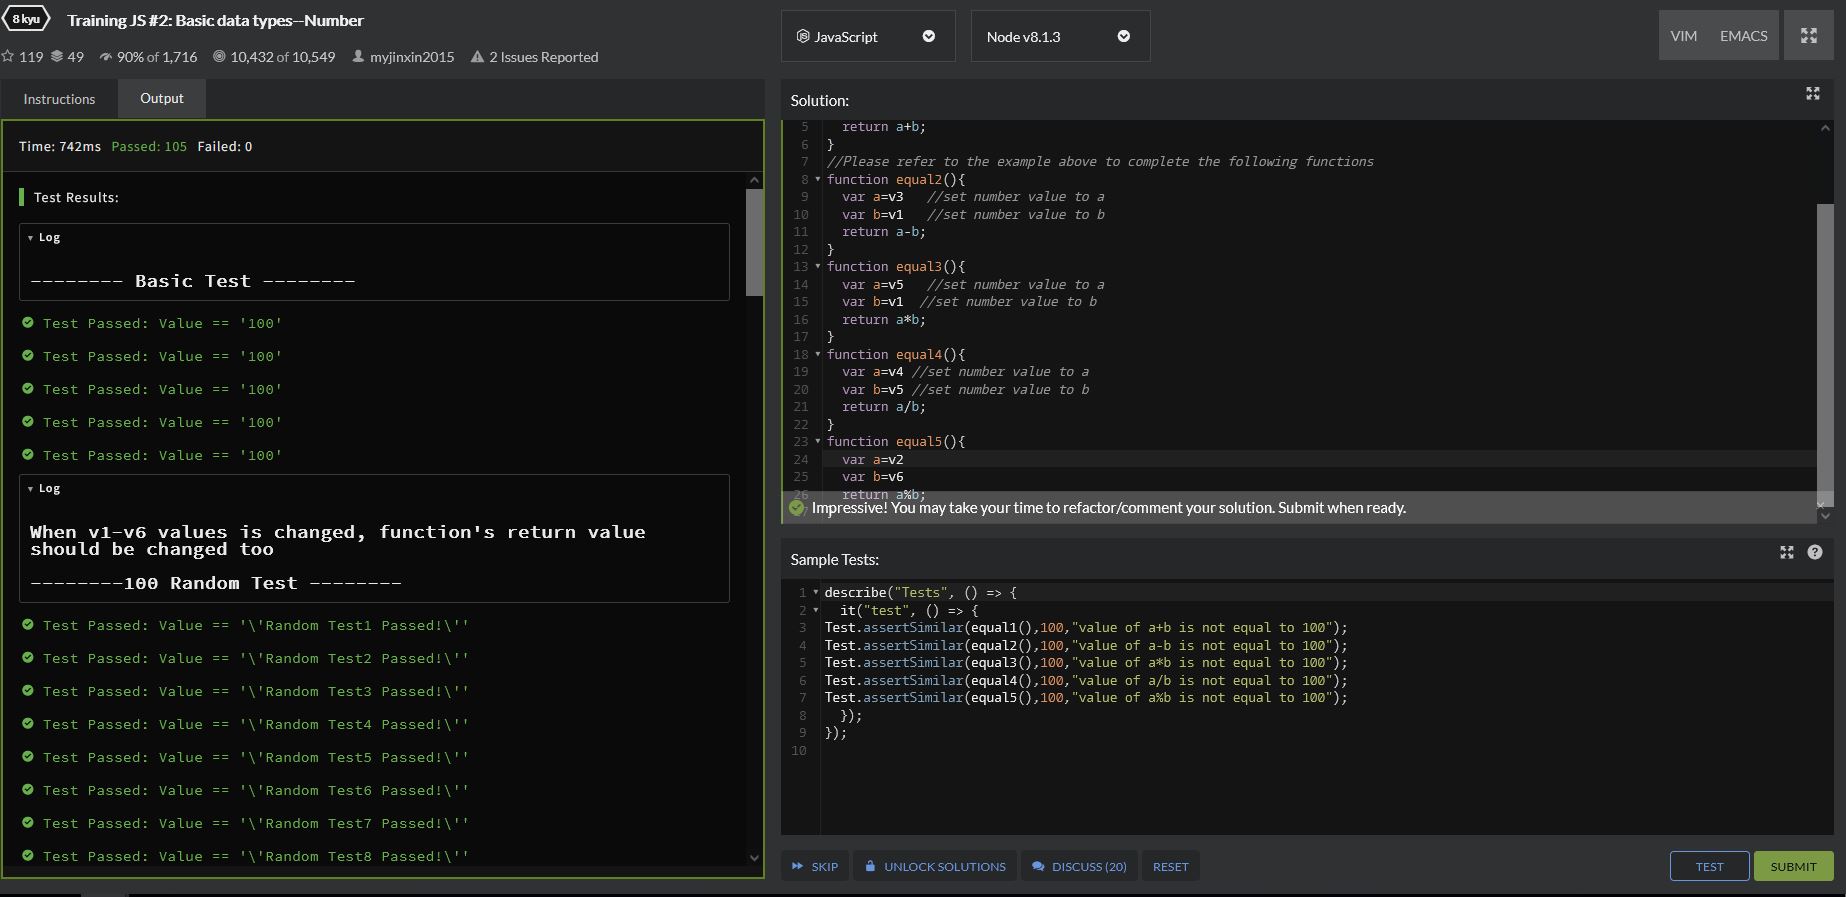 8 kyu
Training JS #2: Basic data types--Number
119 49 90% of 1,716 10,432 of 10,549 myjinxin2015 2 Issues Reported
Instructions Output
Time: 742ms Passed: 105 Failed: 0
Test Results:
Log
-------- Basic Test --------
Test Passed: Value == '100'
Test Passed: Value == '100'
Test Passed: Value == '100'
Test Passed: Value == '100'
Test Passed: Value == '100'
Log
When v1-v6 values is changed, function's return value
should be changed too
--------100 Random Test --------
Test Passed: Value == '\'Random Test1 Passed!\''
Test Passed: Value == '\'Random Test2 Passed!\''
Test Passed: Value == '\'Random Test3 Passed!\''
Test Passed: Value == '\'Random Test4 Passed!\''
Test Passed: Value == '\'Random Test5 Passed!\''
Test Passed: Value == '\'Random Test6 Passed!\''
Test Passed: Value == '\'Random Test7 Passed!\''
Test Passed: Value == '\'Random Test8 Passed!\''
JavaScript
Node v8.1.3
VIM EMACS
Solution:
5 return a+b;
6 }
7 //Please refer to the example above to complete the following functions
8 function equal2(){
9 var a=v3 //set number value to a
10 var b=v1 //set number value to b
11 return a-b;
12 }
13 function equal3(){
14 var a=v5 //set number value to a
15 var b=v1 //set number value to b
16 return a*b;
17 }
18 function equal4(){
19 var a=v4 //set number value to a
20 var b=v5 //set number value to b
21 return a/b;
22 }
23 function equal5(){
24 var a=v2
25 var b=v6
26 return a%b;
Impressive! You may take your time to refactor/comment your solution. Submit when ready.
Sample Tests:
1 describe("Tests", () => {
2 it("test", () => {
3 Test.assertSimilar(equal1(),100,"value of a+b is not equal to 100");
4 Test.assertSimilar(equal2(),100,"value of a-b is not equal to 100");
5 Test.assertSimilar(equal3(),100,"value of a*b is not equal to 100");
6 Test.assertSimilar(equal4(),100,"value of a/b is not equal to 100");
7 Test.assertSimilar(equal5(),100,"value of a%b is not equal to 100");
8 });
9 });
10
SKIP UNLOCK SOLUTIONS DISCUSS (20) RESET
TEST SUBMIT